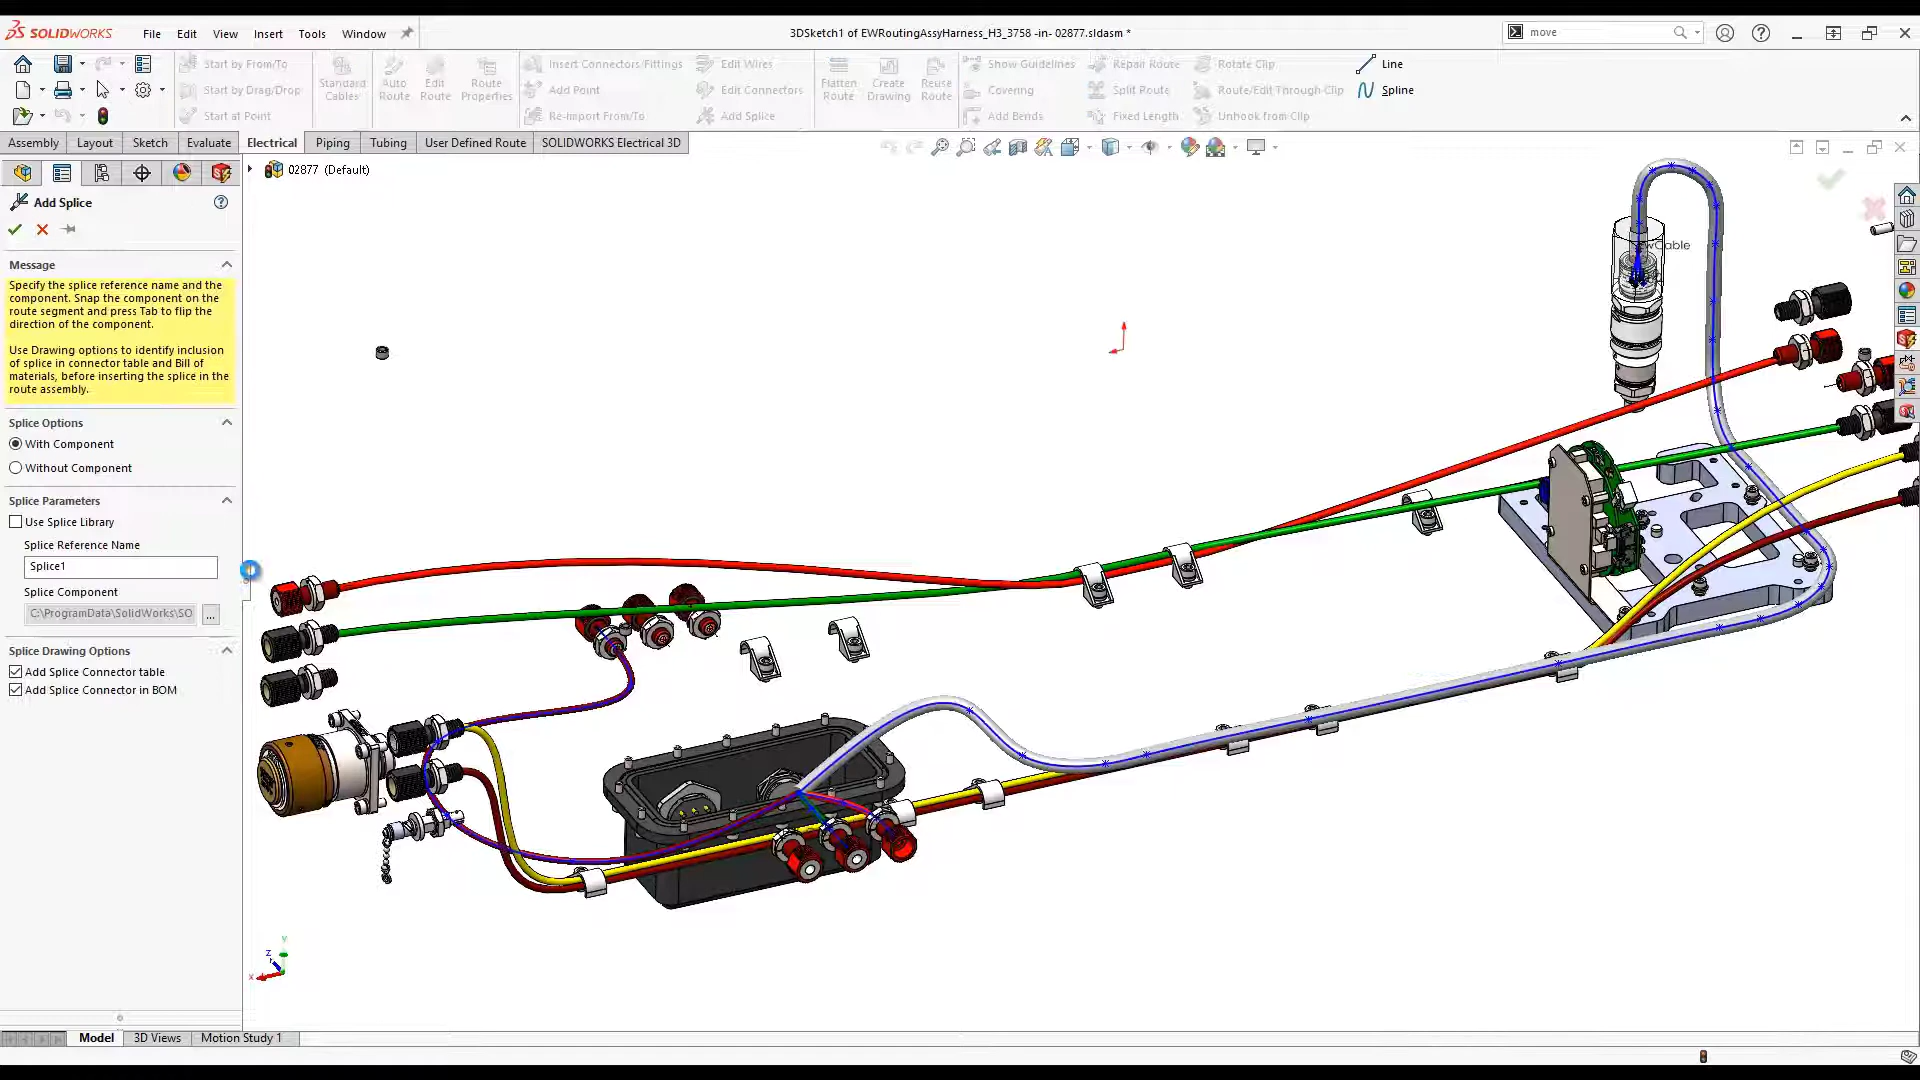 SOLIDWORKS File Edit View Insert Tools Window
3DSketch1 of EWRoutingAssyHarness_H3_3758 -in- 02877.sldasm *
move
Start by From/To
Start by Drag/Drop
Start at Point
Standard Cables
Auto Route
Edit Route
Route Properties
Insert Connectors/Fittings
Add Point
Re-Import From/To
Edit Wires
Edit Connectors
Add Splice
Flatten Route
Create Drawing
Reuse Route
Show Guidelines
Covering
Add Bends
Repair Route
Split Route
Fixed Length
Rotate Clip
Route/Edit Through Clip
Unhook from Clip
Line
Spline
Assembly Layout Sketch Evaluate Electrical Piping Tubing User Defined Route SOLIDWORKS Electrical 3D
02877 (Default)
Add Splice
Message
Specify the splice reference name and the
component. Snap the component on the
route segment and press Tab to flip the
direction of the component.
Use Drawing options to identify inclusion
of splice in connector table and Bill of
materials, before inserting the splice in the
route assembly.
Splice Options
With Component
Without Component
Splice Parameters
Use Splice Library
Splice Reference Name
Splice1
Splice Component
C:\ProgramData\SolidWorks\SO
...
Splice Drawing Options
Add Splice Connector table
Add Splice Connector in BOM
Y
Z
X
Model 3D Views Motion Study 1